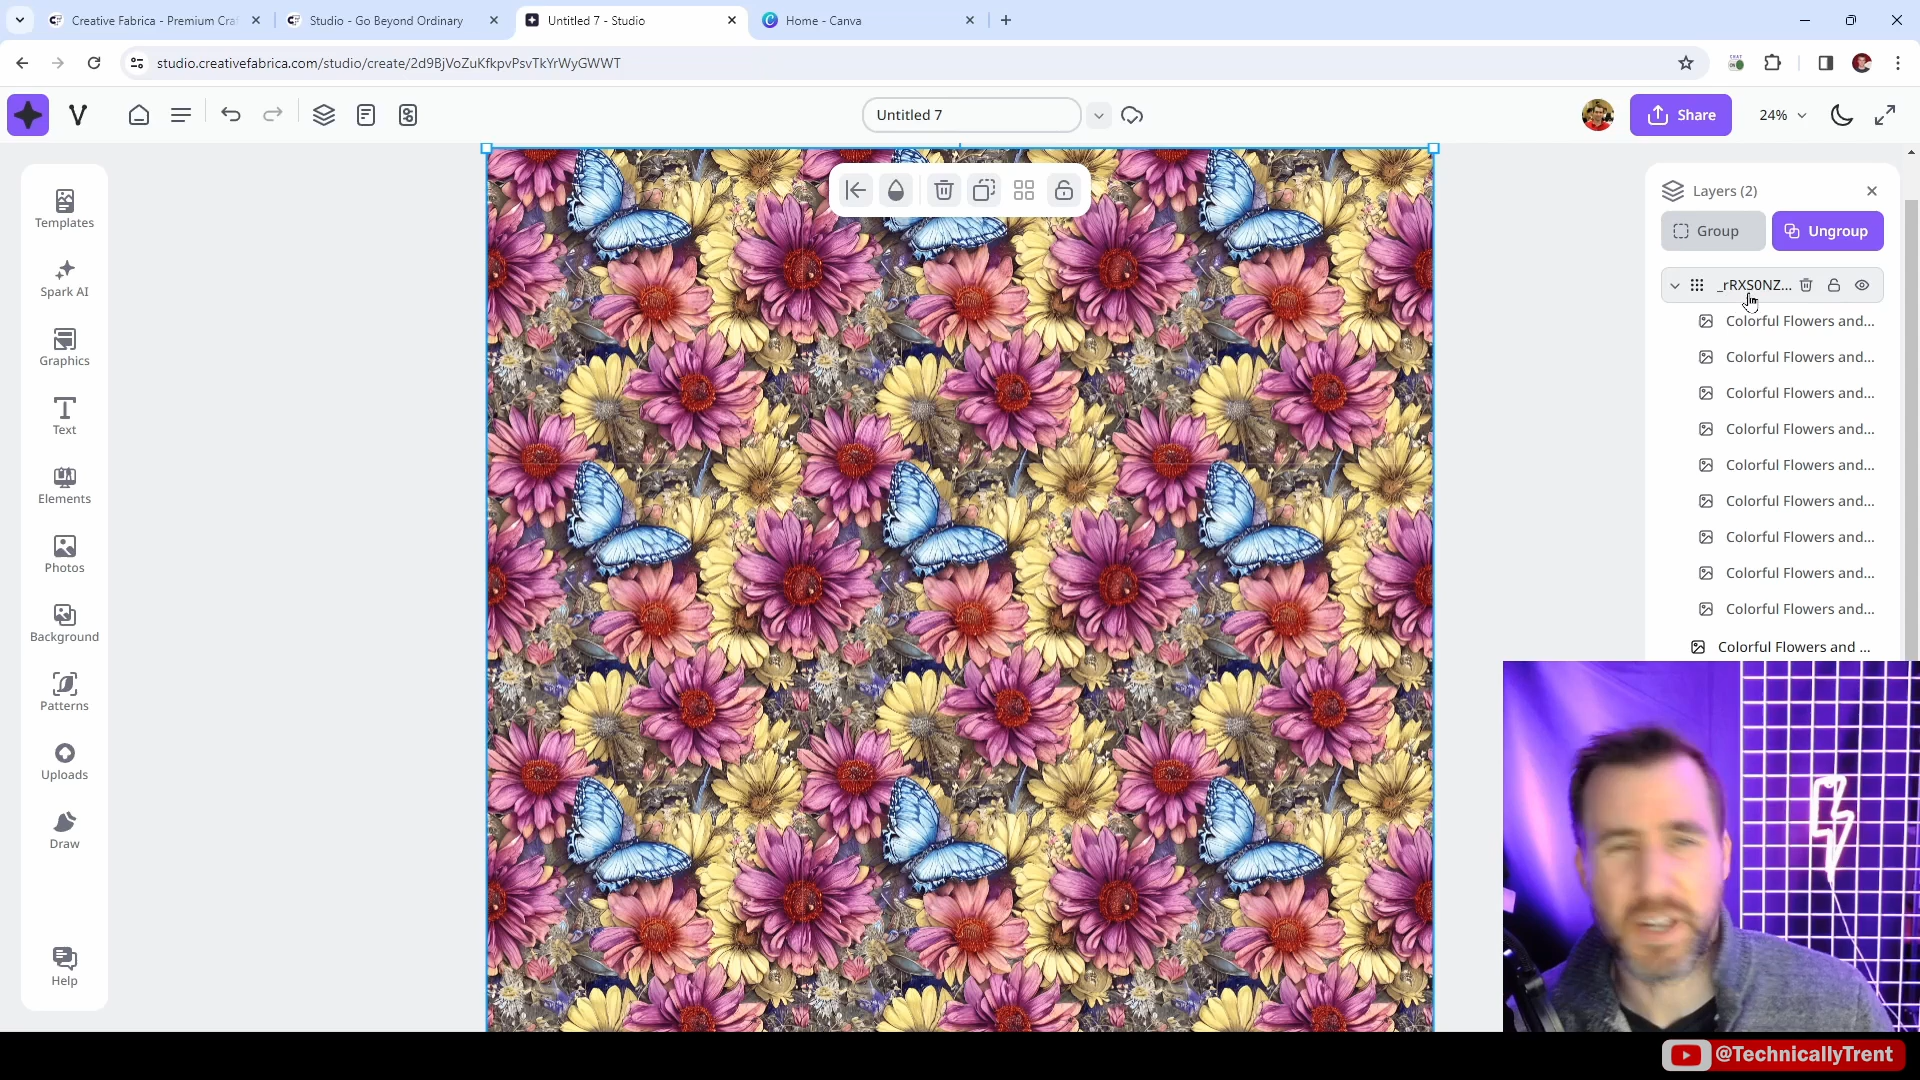 Creative Fabrica - Premium Cra
Studio - Go Beyond Ordinary
Untitled 7 - Studio
Home - Canva
studio.creativefabrica.com/studio/create/2d9BjVoZuKfkpvPsvTkYrWyGWWT
Untitled 7
Share
24%
Templates
Spark AI
Graphics
Text
Elements
Photos
Background
Patterns
Uploads
Draw
Help
Layers (2)
Group
Ungroup
_rRXS0NZ...
Colorful Flowers and...
Colorful Flowers and...
Colorful Flowers and...
Colorful Flowers and...
Colorful Flowers and...
Colorful Flowers and...
Colorful Flowers and...
Colorful Flowers and...
Colorful Flowers and...
Colorful Flowers and ...
@TechnicallyTrent